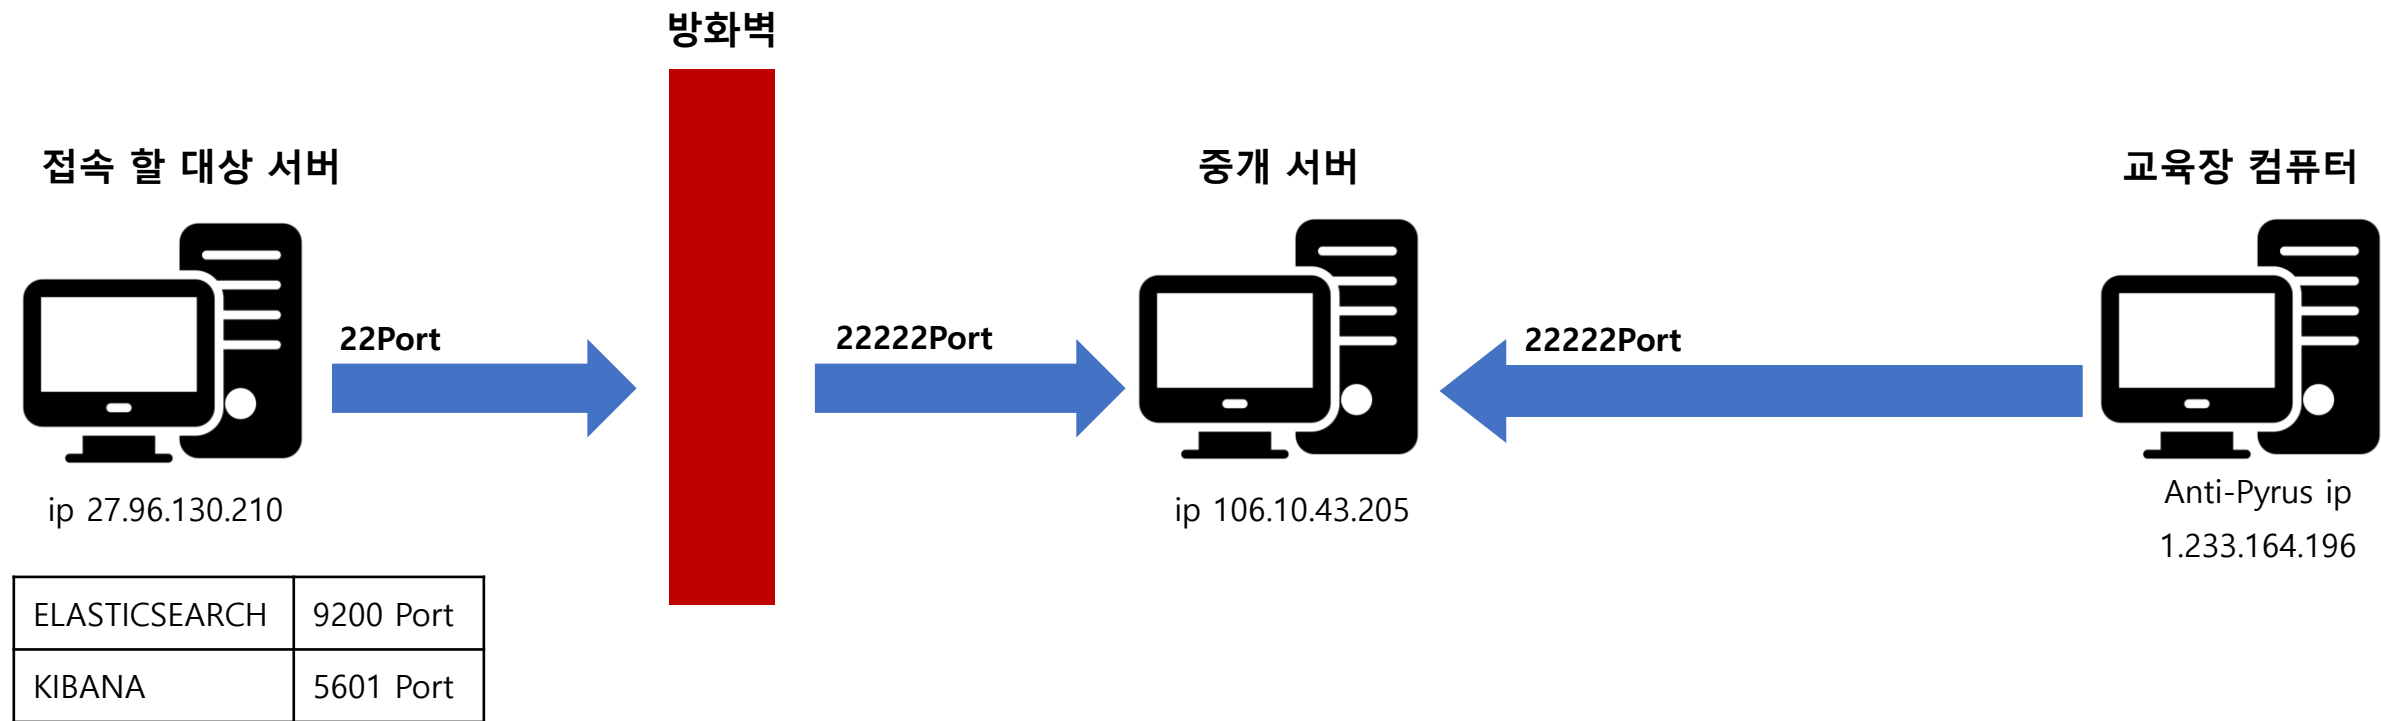 방화벽
접속 할 대상 서버
중개 서버
교육장 컴퓨터
22Port
22222Port
22222Port
ip 27.96.130.210
ip 106.10.43.205
Anti-Pyrus ip
1.233.164.196
ELASTICSEARCH 9200 Port
KIBANA 5601 Port